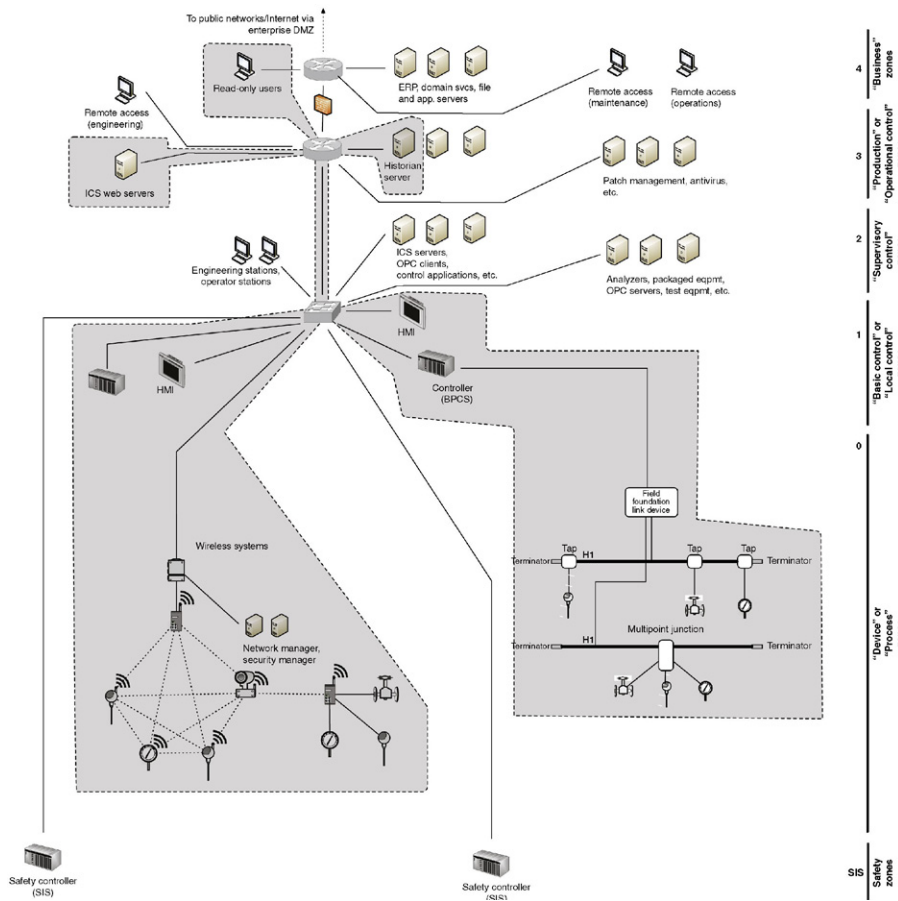 To public networks/Internet via
enterprise DMZ
Read-only users
ERP, domain svcs, file
and app. servers
Remote access
(maintenance)
Remote access
(operations)
4
"Business"
zones
Remote access
(engineering)
ICS web servers
Historian
server
Patch management, antivirus,
etc.
3
"Production" or
"Operational control"
Engineering stations,
operator stations
ICS servers,
OPC clients,
control applications, etc.
Analyzers, packaged eqpmt,
OPC servers, test eqpmt, etc.
2
"Supervisory
control"
HMI
HMI
Controller
(BPCS)
1
"Basic control" or
"Local control"
0
Field
foundation
link device
Wireless systems
Terminator
Tap
H1
Tap
Tap
Terminator
Network manager,
security manager
Terminator
H1
Multipoint junction
Terminator
"Device" or
"Process"
Safety controller
(SIS)
Safety controller
(SIS)
SIS
Safety
zones